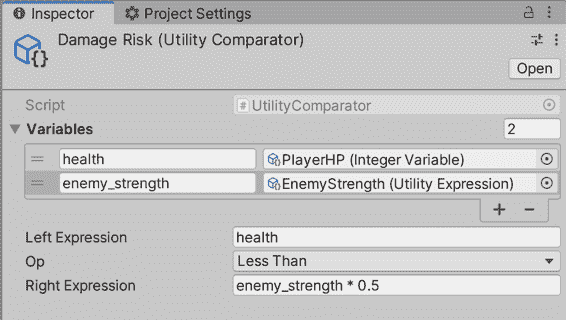 Inspector Project Settings
Damage Risk (Utility Comparator)
{}
Open
Script # UtilityComparator
Variables 2
health {} PlayerHP (Integer Variable)
enemy_strength {} EnemyStrength (Utility Expression)
+ −
Left Expression health
Op Less Than
Right Expression enemy_strength * 0.5